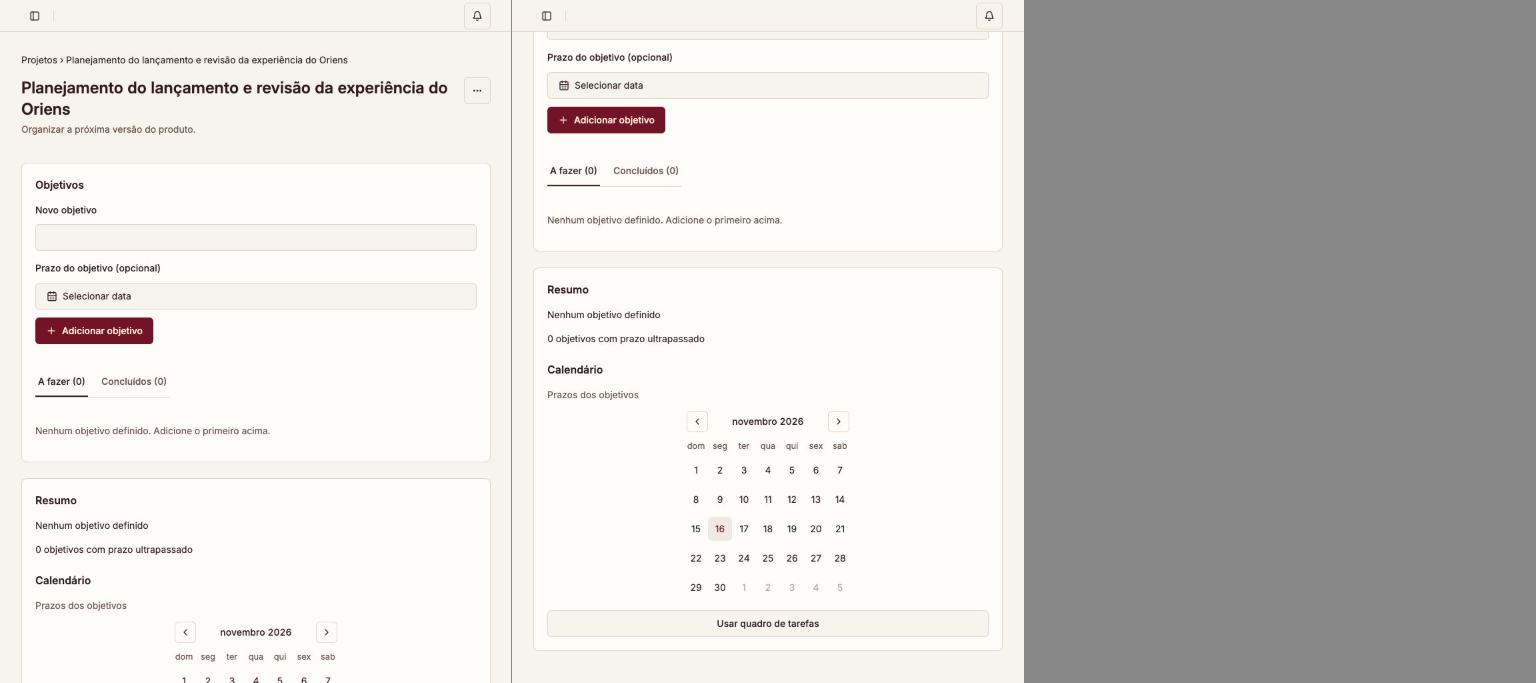 Projetos › Planejamento do lançamento e revisão da experiência do Oriens
Planejamento do lançamento e revisão da experiência do
Oriens
Organizar a próxima versão do produto.
Objetivos
Novo objetivo
Prazo do objetivo (opcional)
Selecionar data
+ Adicionar objetivo
A fazer (0) Concluídos (0)
Nenhum objetivo definido. Adicione o primeiro acima.
Resumo
Nenhum objetivo definido
0 objetivos com prazo ultrapassado
Calendário
Prazos dos objetivos
novembro 2026
dom seg ter qua qui sex sab
1 2 3 4 5 6 7
Prazo do objetivo (opcional)
Selecionar data
+ Adicionar objetivo
A fazer (0) Concluídos (0)
Nenhum objetivo definido. Adicione o primeiro acima.
Resumo
Nenhum objetivo definido
0 objetivos com prazo ultrapassado
Calendário
Prazos dos objetivos
novembro 2026
dom seg ter qua qui sex sab
1 2 3 4 5 6 7
8 9 10 11 12 13 14
15 16 17 18 19 20 21
22 23 24 25 26 27 28
29 30 1 2 3 4 5
Usar quadro de tarefas